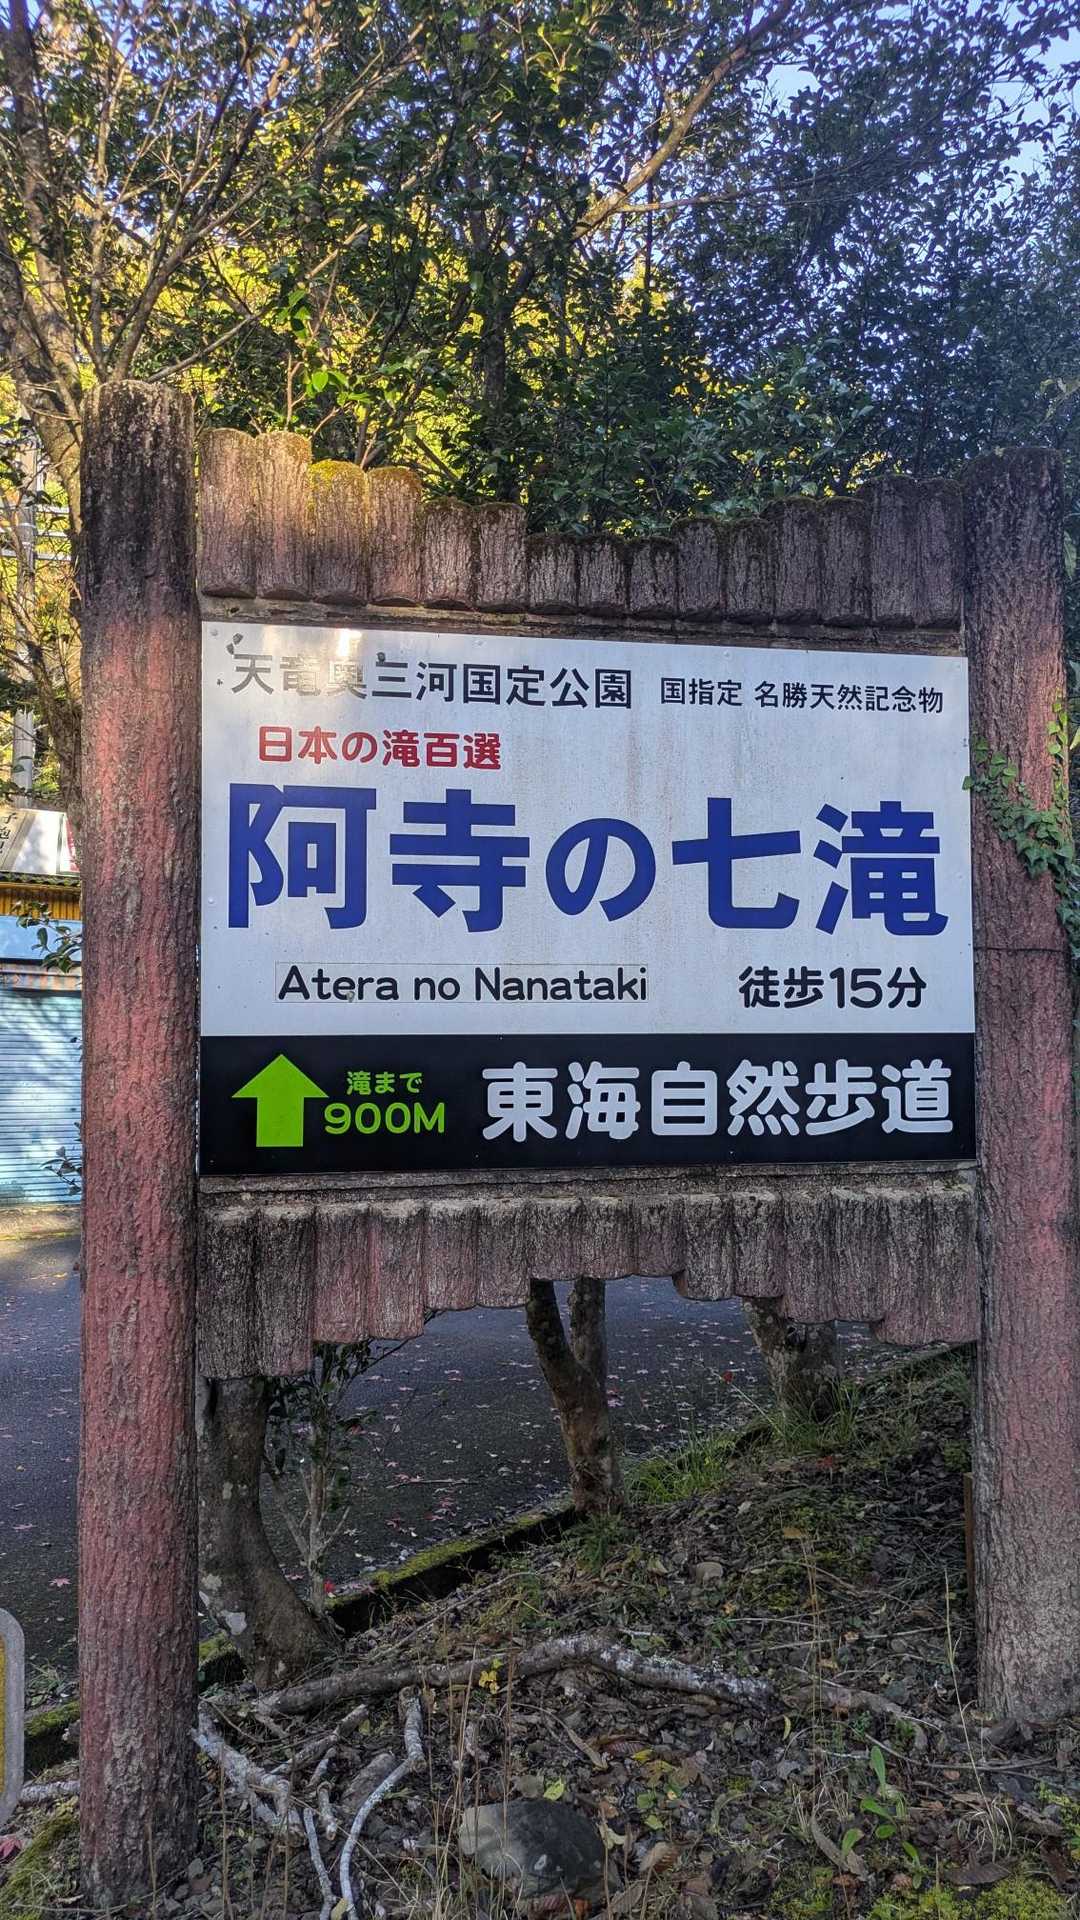 天竜奥三河国定公園 国指定 名勝天然記念物
日本の滝百選
阿寺の七滝
Atera no Nanataki 徒歩15分
滝まで
900M 東海自然歩道